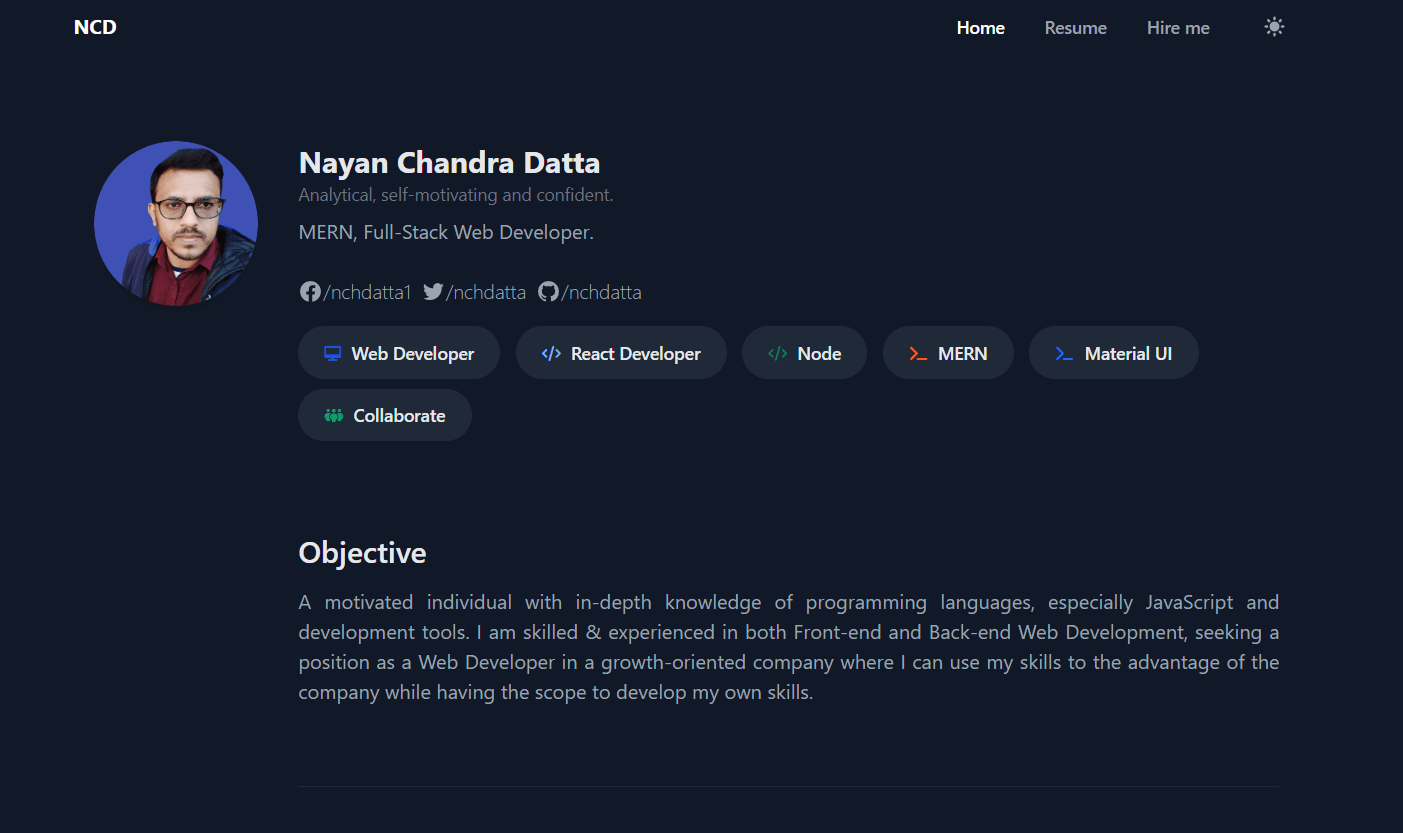 NCD Home Resume Hire me
Nayan Chandra Datta
Analytical, self-motivating and confident.
MERN, Full-Stack Web Developer.
/nchdatta1 /nchdatta /nchdatta
Web Developer React Developer Node MERN Material UI
Collaborate
Objective
A motivated individual with in-depth knowledge of programming languages, especially JavaScript and
development tools. I am skilled & experienced in both Front-end and Back-end Web Development, seeking a
position as a Web Developer in a growth-oriented company where I can use my skills to the advantage of the
company while having the scope to develop my own skills.